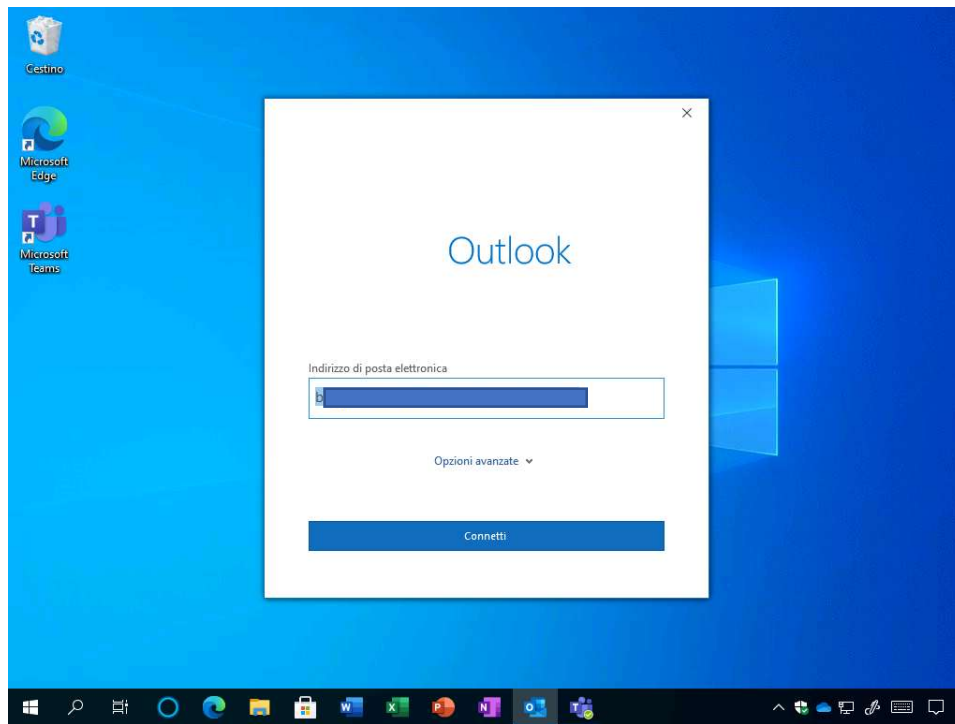 Cestino
Microsoft
Edge
Microsoft
Teams
Outlook
Indirizzo di posta elettronica
b
Opzioni avanzate
Connetti